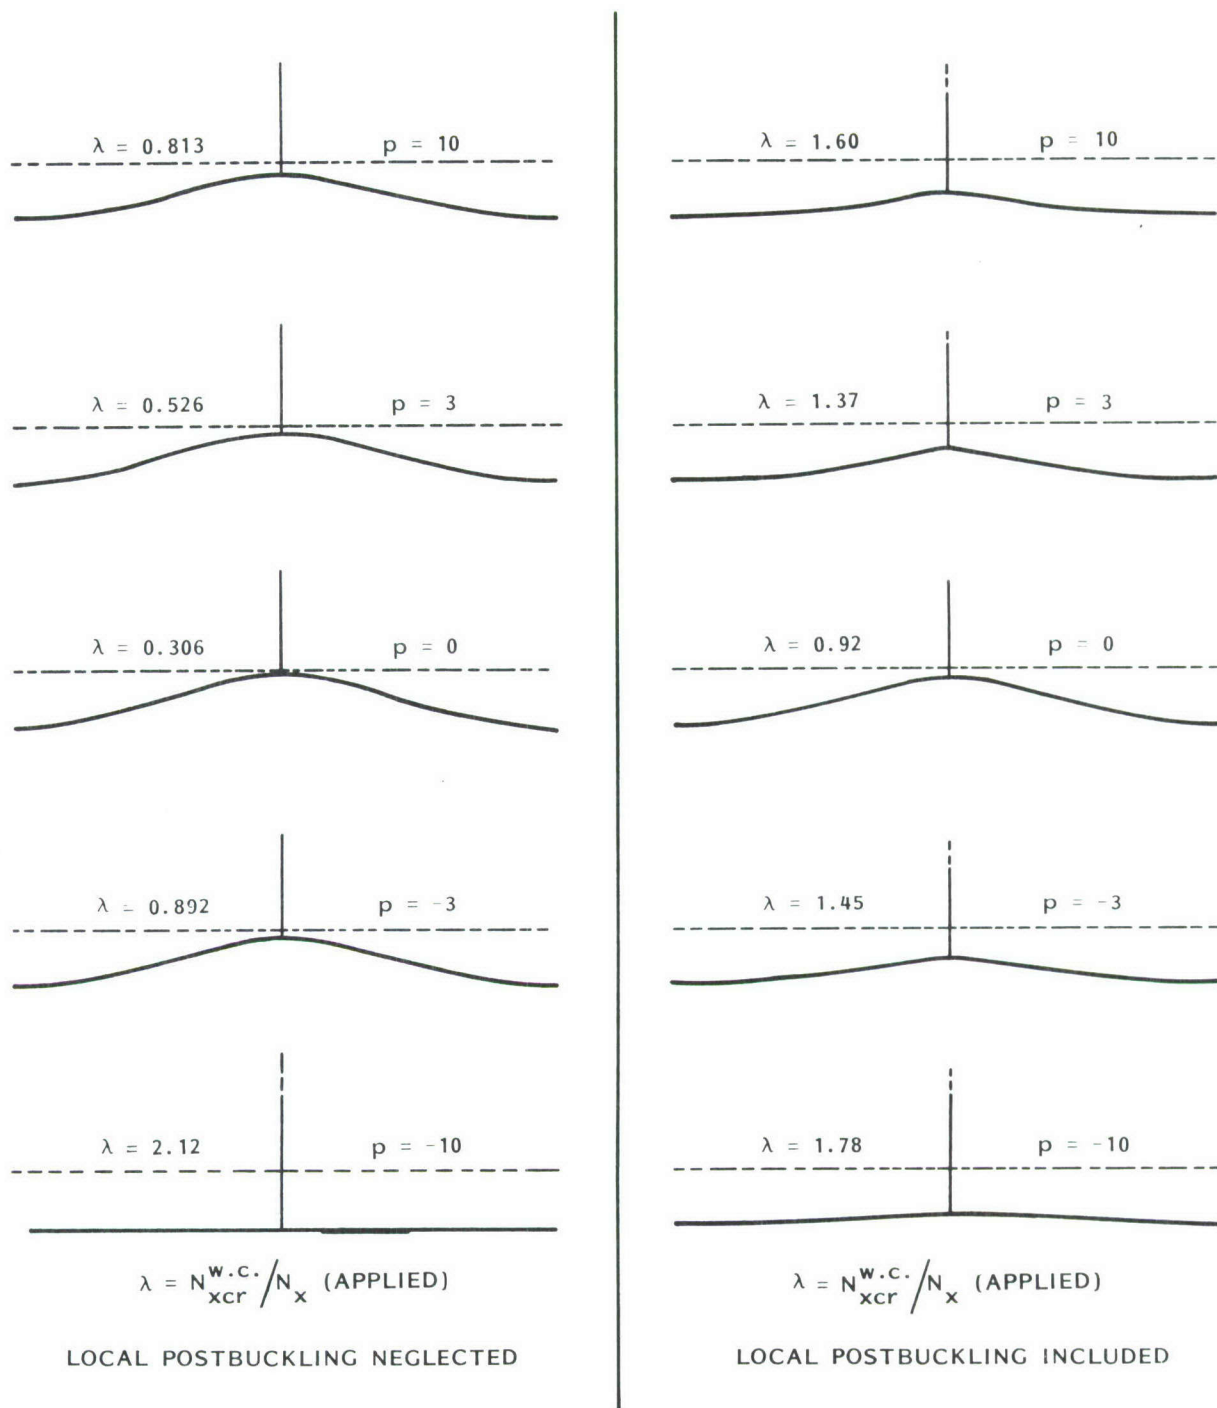 λ = 0.813 p = 10
λ = 0.526 p = 3
λ = 0.306 p = 0
λ = 0.892 p = -3
λ = 2.12 p = -10
λ = N_xcr^W.C./N_x (APPLIED)
LOCAL POSTBUCKLING NEGLECTED
λ = 1.60 p = 10
λ = 1.37 p = 3
λ = 0.92 p = 0
λ = 1.45 p = -3
λ = 1.78 p = -10
λ = N_xcr^W.C./N_x (APPLIED)
LOCAL POSTBUCKLING INCLUDED